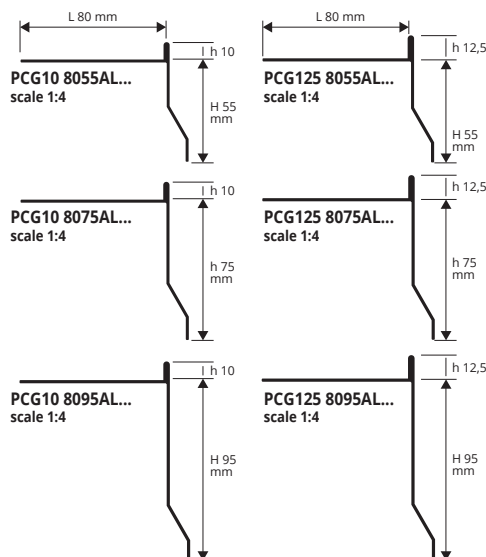 L 80 mm
h 10
PCG10 8055AL...
scale 1:4
H 55
mm
L 80 mm
h 12,5
PCG125 8055AL...
scale 1:4
H 55
mm
h 10
PCG10 8075AL...
scale 1:4
h 75
mm
h 12,5
PCG125 8075AL...
scale 1:4
h 75
mm
h 10
PCG10 8095AL...
scale 1:4
H 95
mm
h 12,5
PCG125 8095AL...
scale 1:4
H 95
mm